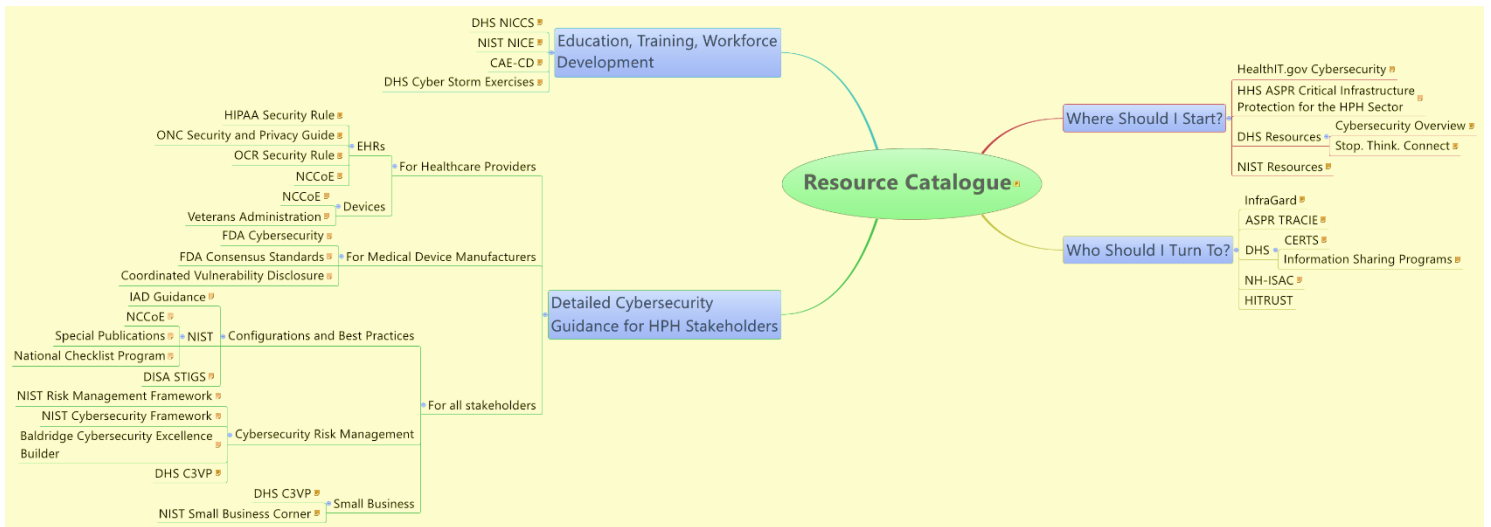 DHS NICCS
NIST NICE
CAE-CD
DHS Cyber Storm Exercises
Education, Training, Workforce
Development
HIPAA Security Rule
ONC Security and Privacy Guide
OCR Security Rule
NCCoE
EHRs
NCCoE
Veterans Administration
Devices
For Healthcare Providers
FDA Cybersecurity
FDA Consensus Standards
Coordinated Vulnerability Disclosure
For Medical Device Manufacturers
IAD Guidance
NCCoE
Special Publications
National Checklist Program
NIST
DISA STIGS
Configurations and Best Practices
NIST Risk Management Framework
NIST Cybersecurity Framework
Baldridge Cybersecurity Excellence
Builder
DHS C3VP
Cybersecurity Risk Management
DHS C3VP
NIST Small Business Corner
Small Business
For all stakeholders
Detailed Cybersecurity
Guidance for HPH Stakeholders
Resource Catalogue
Where Should I Start?
HealthIT.gov Cybersecurity
HHS ASPR Critical Infrastructure
Protection for the HPH Sector
DHS Resources
Cybersecurity Overview
Stop. Think. Connect
NIST Resources
Who Should I Turn To?
InfraGard
ASPR TRACIE
DHS
CERTS
Information Sharing Programs
NH-ISAC
HITRUST